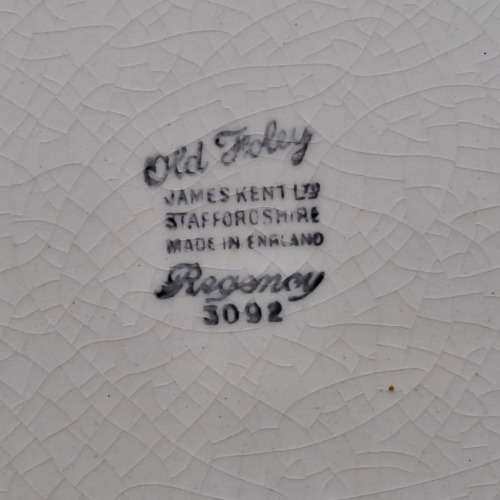 Old Foley
JAMES KENT LTD
STAFFORDSHIRE
MADE IN ENGLAND
Regency
3092